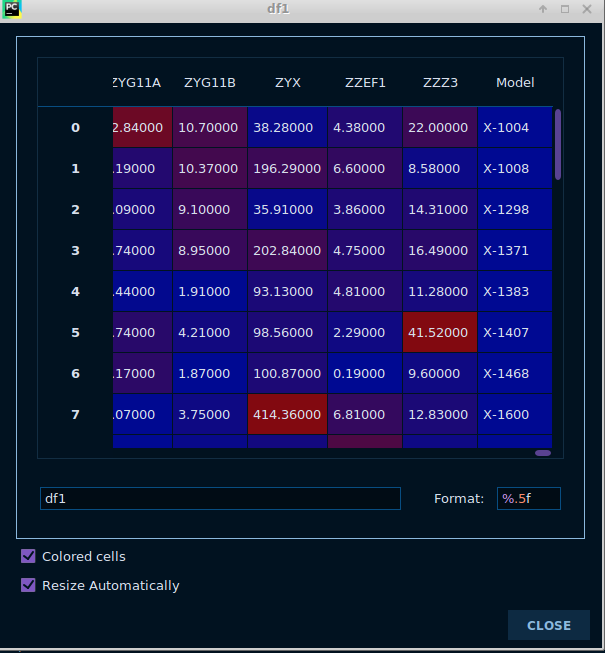 PC
df1
ZYG11A ZYG11B ZYX ZZEF1 ZZZ3 Model
0 2.84000 10.70000 38.28000 4.38000 22.00000 X-1004
1 .19000 10.37000 196.29000 6.60000 8.58000 X-1008
2 .09000 9.10000 35.91000 3.86000 14.31000 X-1298
3 .74000 8.95000 202.84000 4.75000 16.49000 X-1371
4 .44000 1.91000 93.13000 4.81000 11.28000 X-1383
5 .74000 4.21000 98.56000 2.29000 41.52000 X-1407
6 .17000 1.87000 100.87000 0.19000 9.60000 X-1468
7 .07000 3.75000 414.36000 6.81000 12.83000 X-1600
df1 Format: %.5f
Colored cells
Resize Automatically
CLOSE